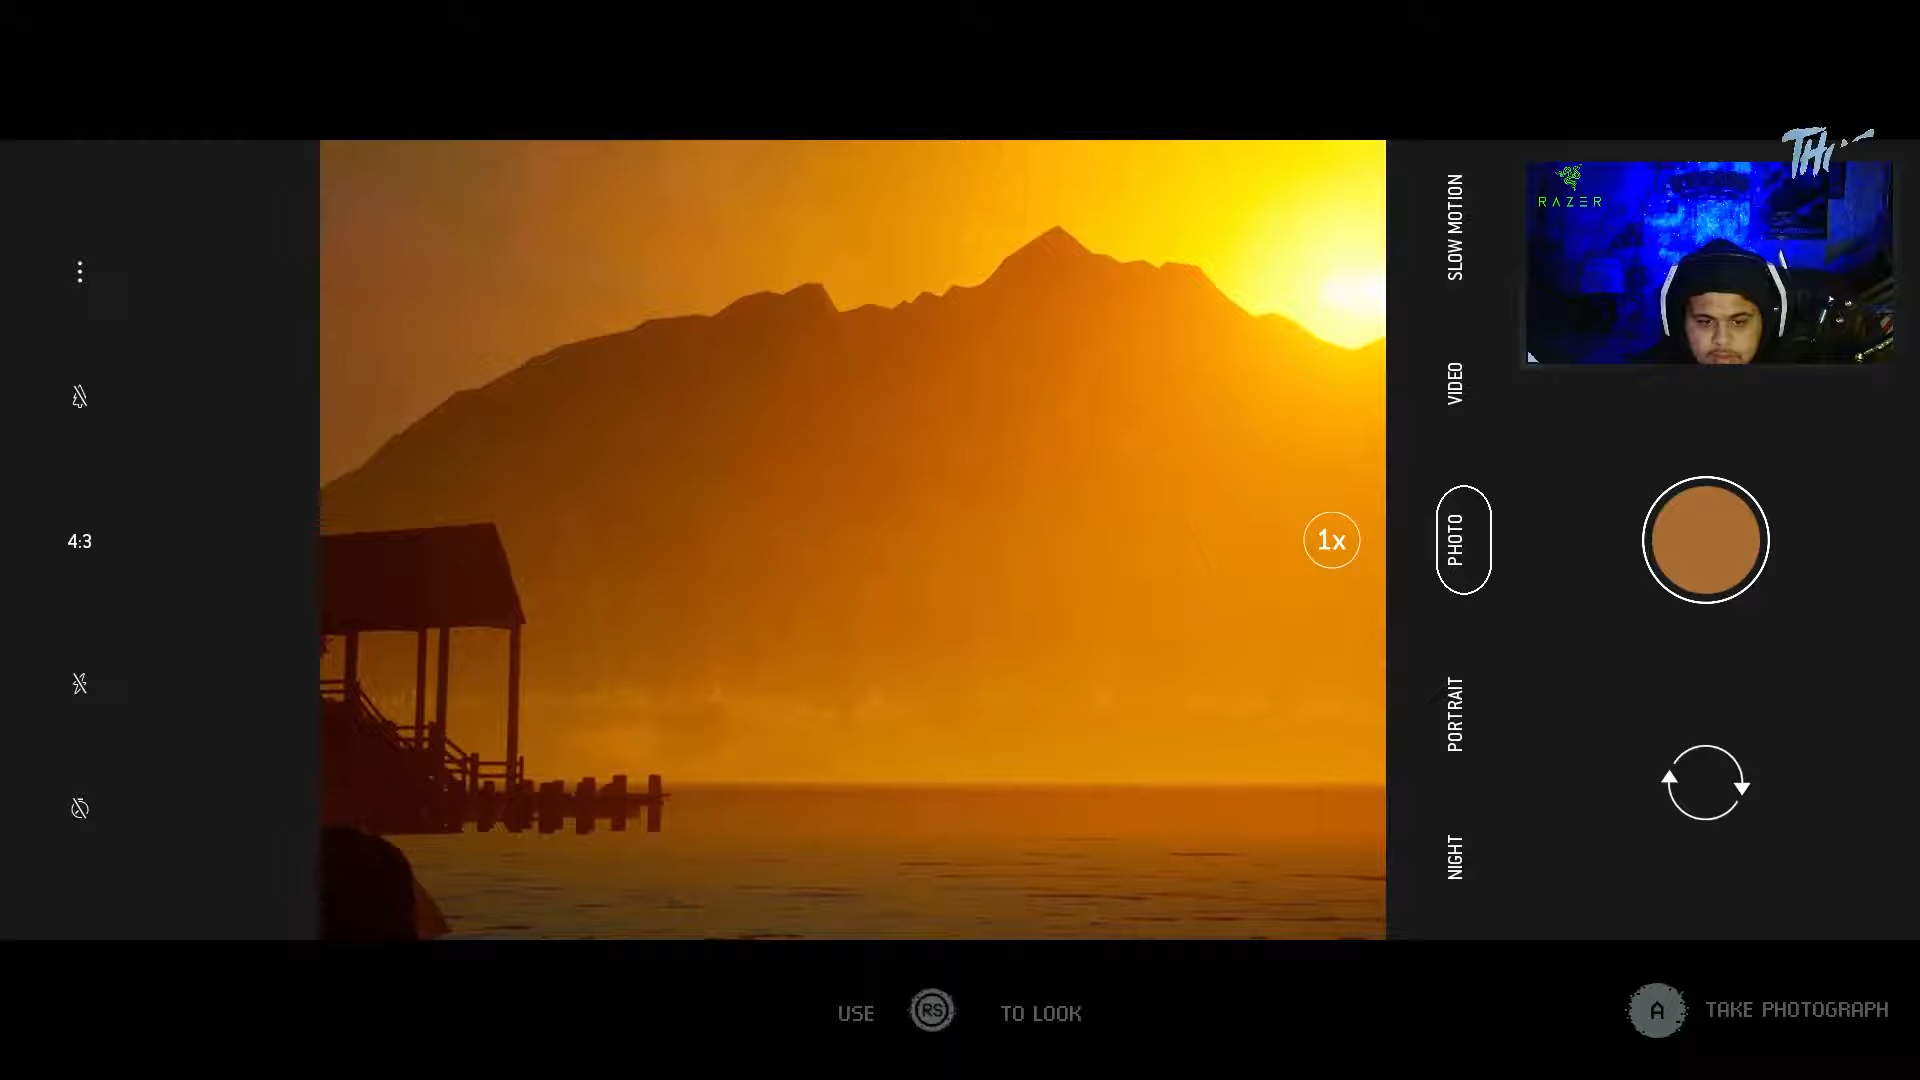 RAZER
SLOW MOTION
VIDEO
4:3
1x
PHOTO
PORTRAIT
NIGHT
USE RS TO LOOK
A TAKE PHOTOGRAPH